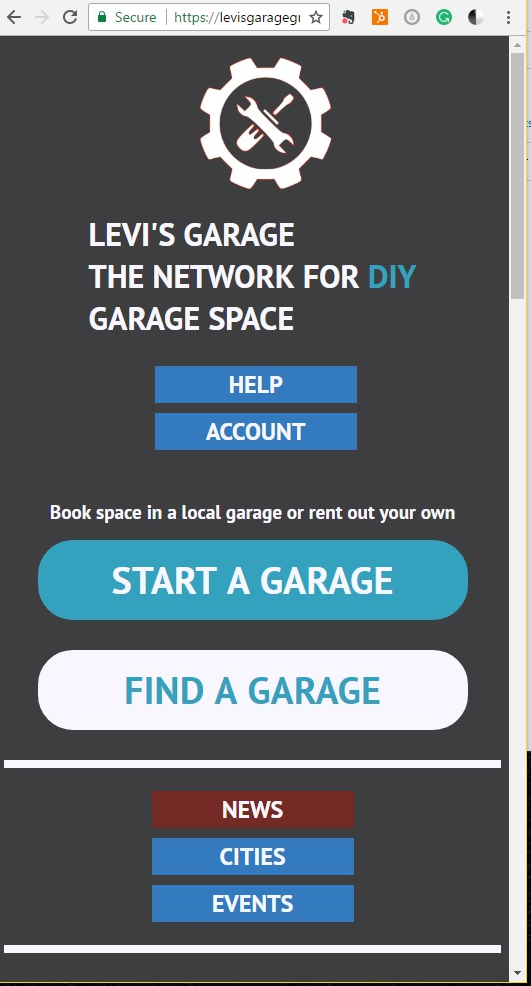 Secure
https://levisgaragegr
LEVI'S GARAGE
THE NETWORK FOR DIY
GARAGE SPACE
HELP
ACCOUNT
Book space in a local garage or rent out your own
START A GARAGE
FIND A GARAGE
NEWS
CITIES
EVENTS